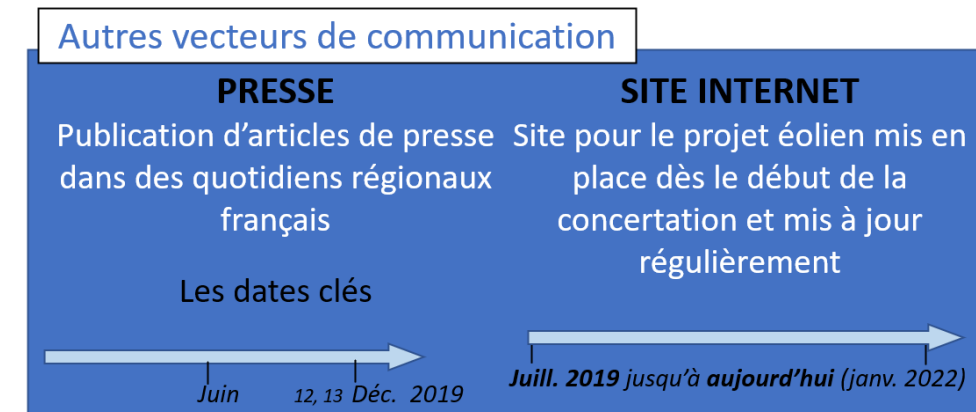 Autres vecteurs de communication
PRESSE
Publication d’articles de presse
dans des quotidiens régionaux
français
Les dates clés
Juin
12, 13 Déc. 2019
SITE INTERNET
Site pour le projet éolien mis en
place dès le début de la
concertation et mis à jour
régulièrement
Juill. 2019 jusqu’à aujourd’hui (janv. 2022)